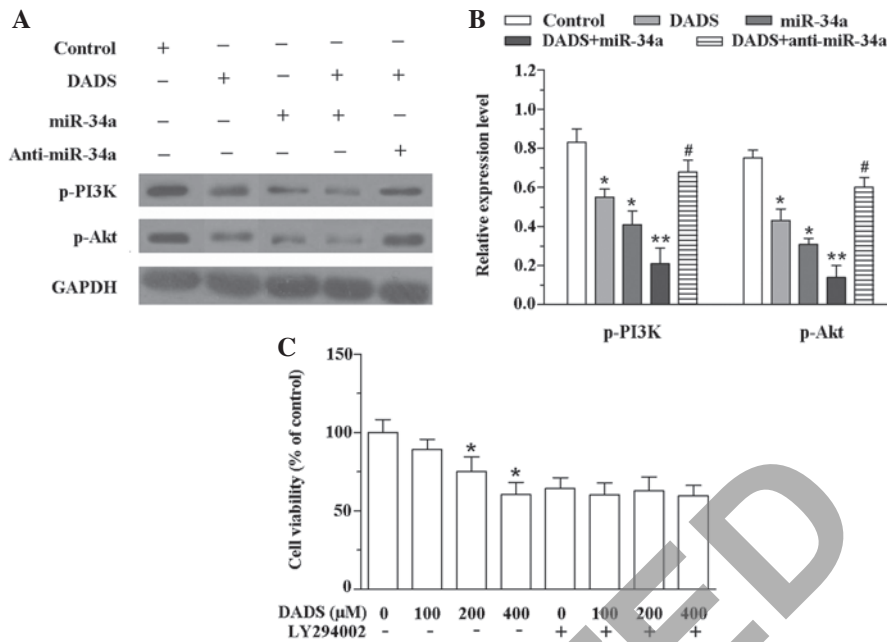 A
Control + − − − −
DADS − + − + +
miR-34a − − + + −
Anti-miR-34a − − − − +
p-PI3K
p-Akt
GAPDH
B
Control DADS miR-34a
DADS+miR-34a DADS+anti-miR-34a
Relative expression level
1.2
1.0
0.8
0.6
0.4
0.2
0.0
* * ** #
* * ** #
p-PI3K p-Akt
C
Cell viability (% of control)
150
100
50
0
* *
DADS (μM) 0 100 200 400 0 100 200 400
LY294002 - - - - + + + +